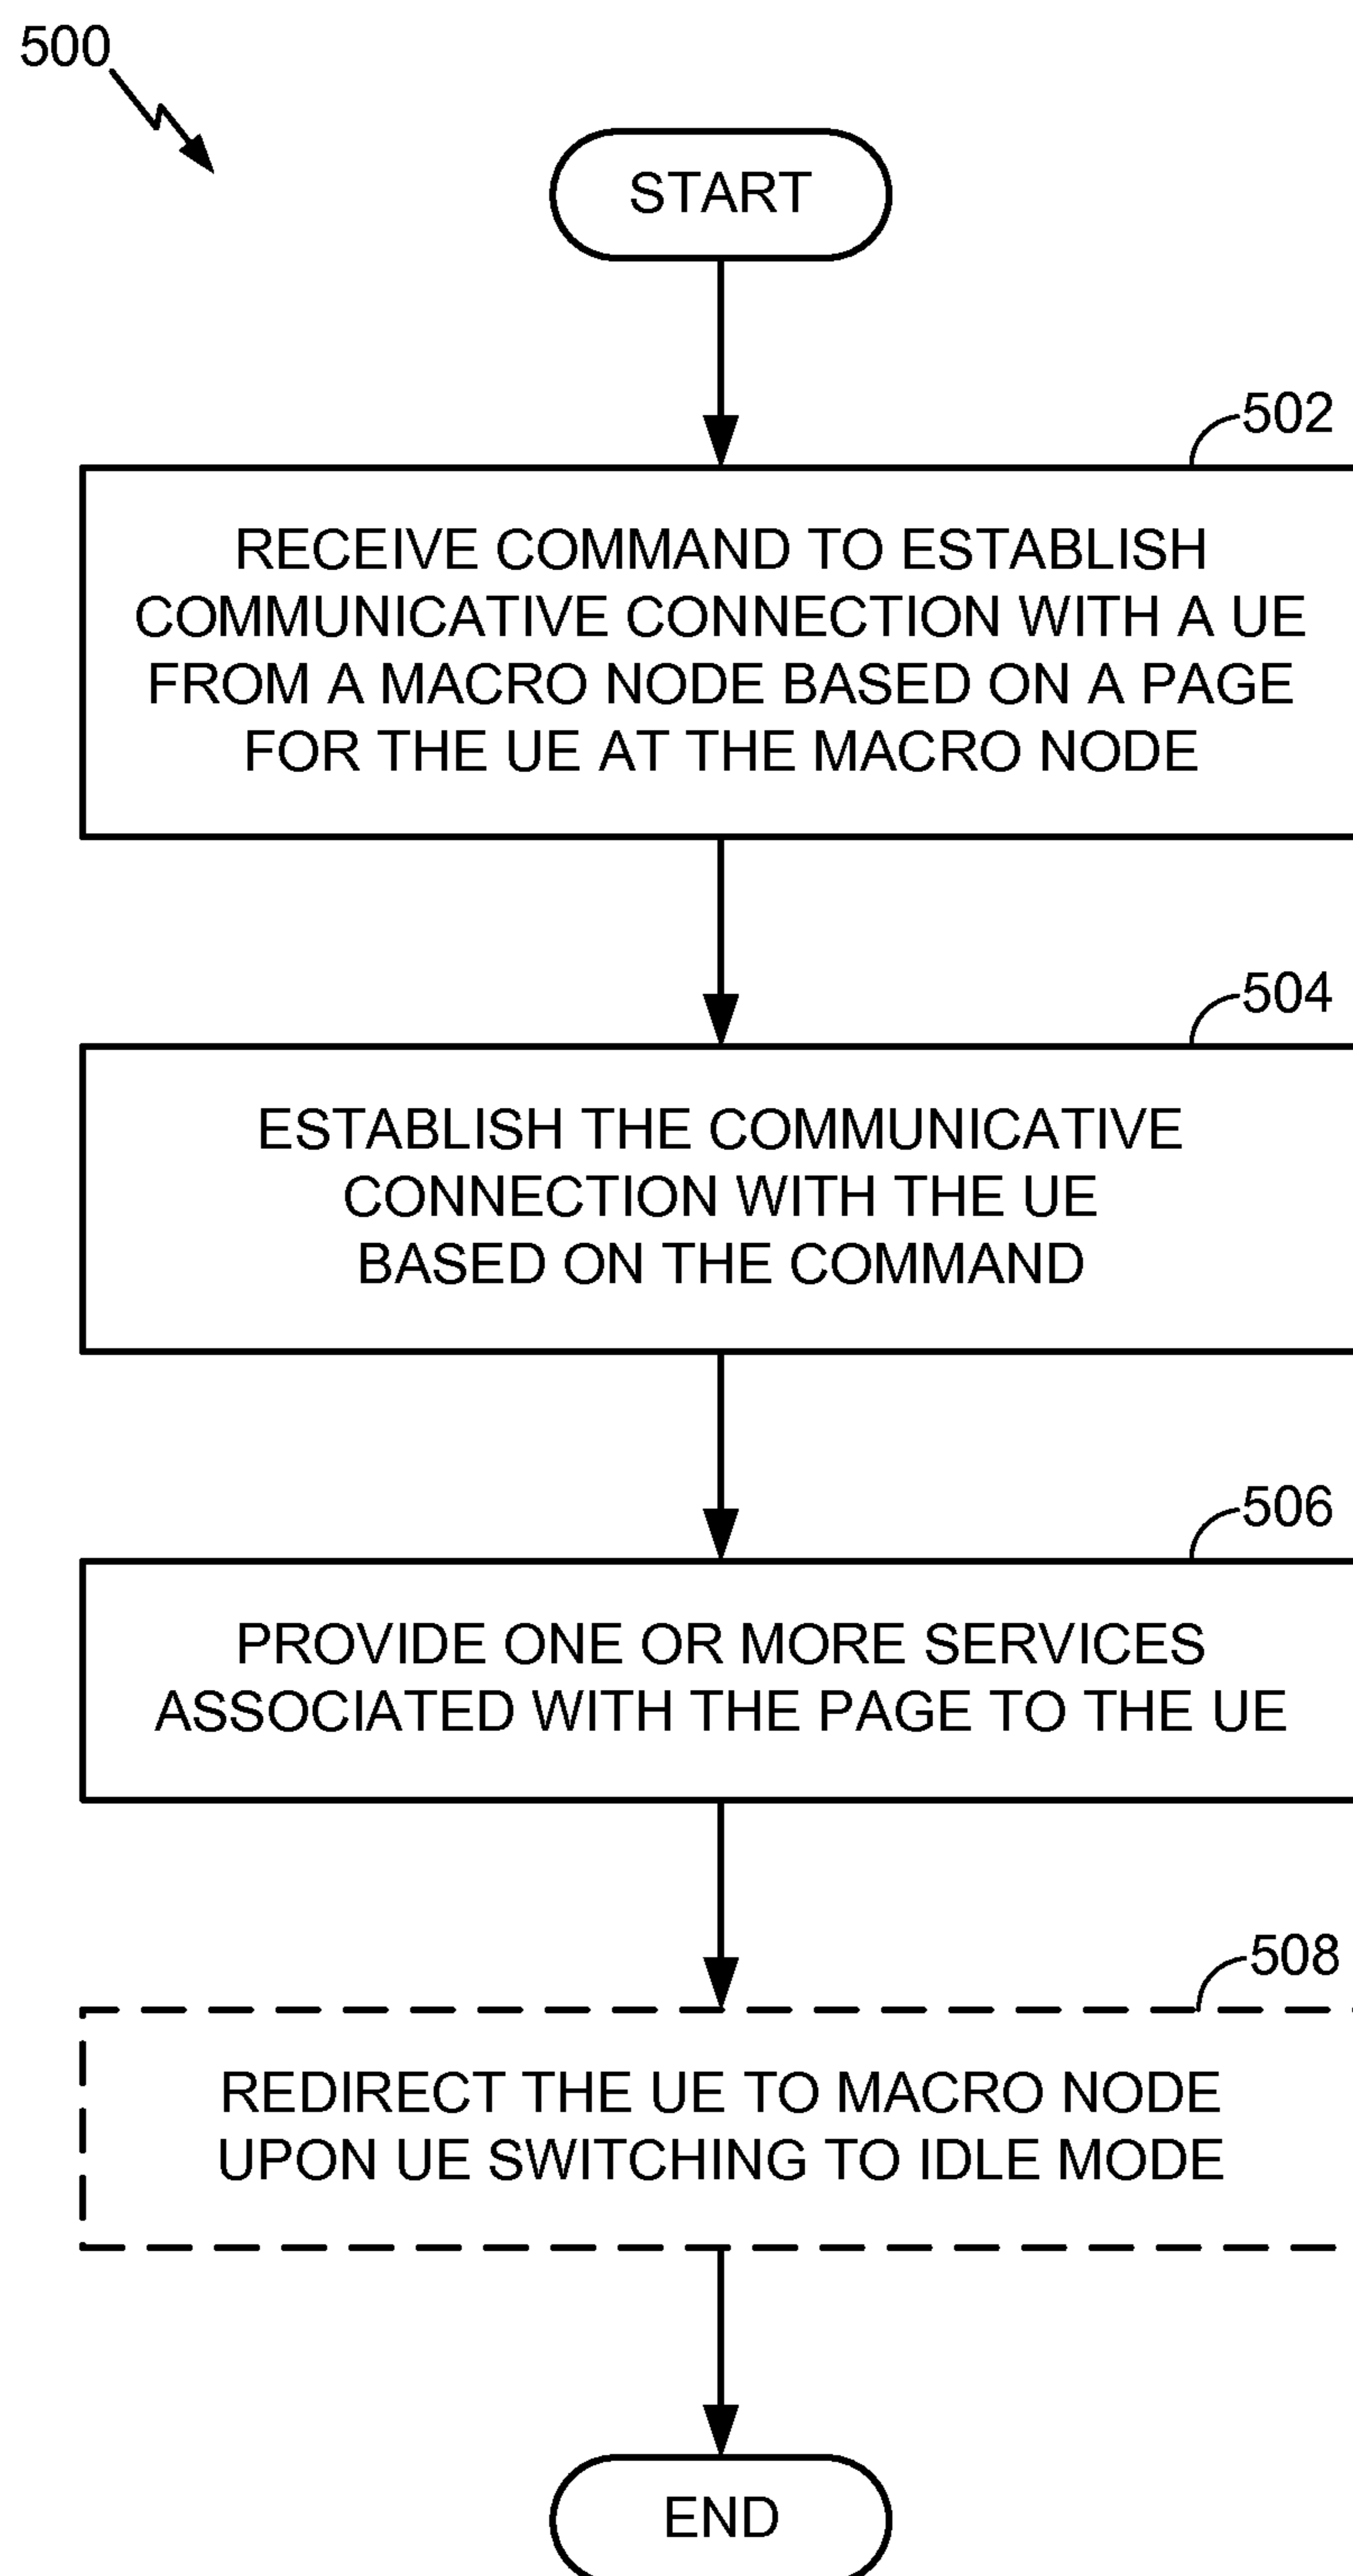 500
START
502
RECEIVE COMMAND TO ESTABLISH
COMMUNICATIVE CONNECTION WITH A UE
FROM A MACRO NODE BASED ON A PAGE
FOR THE UE AT THE MACRO NODE
504
ESTABLISH THE COMMUNICATIVE
CONNECTION WITH THE UE
BASED ON THE COMMAND
506
PROVIDE ONE OR MORE SERVICES
ASSOCIATED WITH THE PAGE TO THE UE
508
REDIRECT THE UE TO MACRO NODE
UPON UE SWITCHING TO IDLE MODE
END